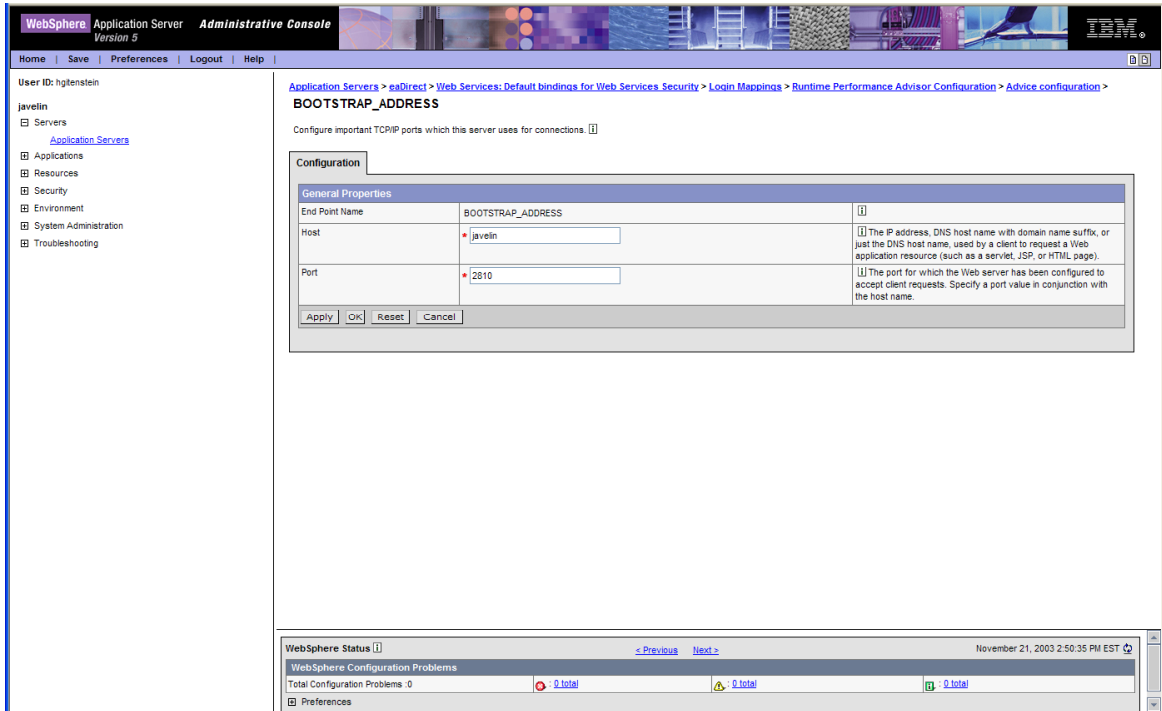 WebSphere Application Server Administrative Console
Version 5
IBM®
Home | Save | Preferences | Logout | Help |
User ID: hgitenstein
javelin
Servers
Application Servers
Applications
Resources
Security
Environment
System Administration
Troubleshooting
Application Servers > eaDirect > Web Services: Default bindings for Web Services Security > Login Mappings > Runtime Performance Advisor Configuration > Advice configuration >
BOOTSTRAP_ADDRESS
Configure important TCP/IP ports which this server uses for connections. i
Configuration
General Properties
End Point Name BOOTSTRAP_ADDRESS i
Host * javelin i The IP address, DNS host name with domain name suffix, or
just the DNS host name, used by a client to request a Web
application resource (such as a servlet, JSP, or HTML page).
Port * 2810 i The port for which the Web server has been configured to
accept client requests. Specify a port value in conjunction with
the host name.
Apply OK Reset Cancel
WebSphere Status i < Previous Next > November 21, 2003 2:50:35 PM EST
WebSphere Configuration Problems
Total Configuration Problems :0 : 0 total : 0 total : 0 total
Preferences